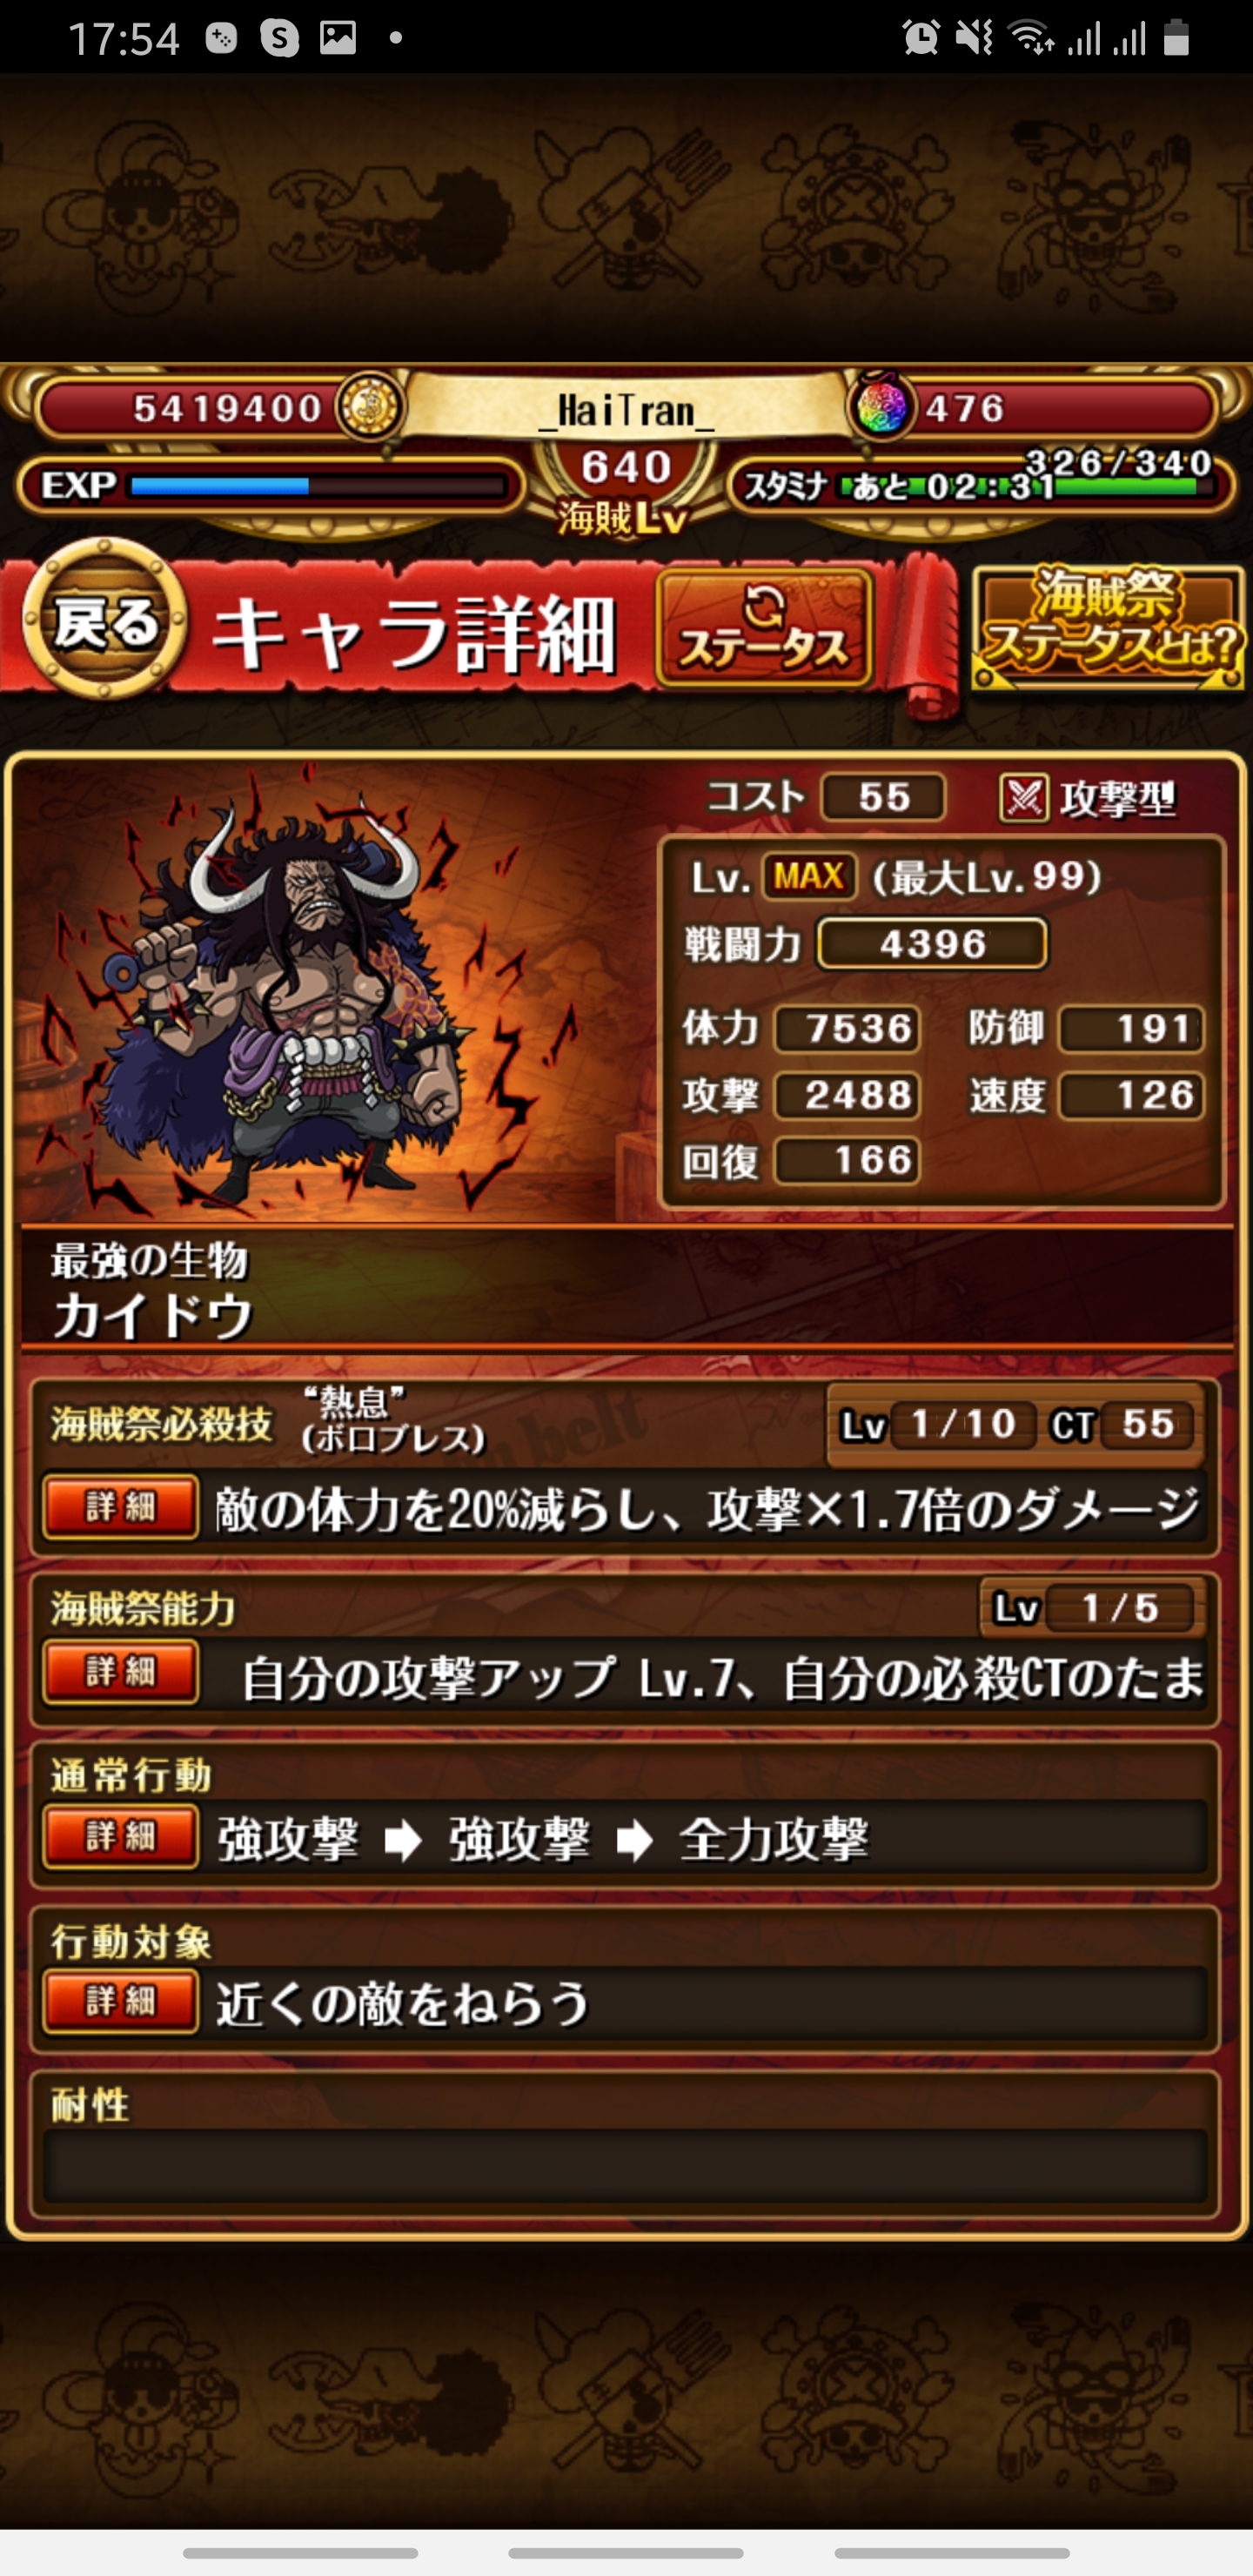 17:54
5419400
_HaiTran_
476
EXP
640
海賊Lv
326/340
スタミナ あと 02:31
戻る
キャラ詳細
ステータス
海賊祭
ステータスとは?
コスト 55 攻撃型
Lv. MAX (最大Lv.99)
戦闘力 4396
体力 7536 防御 191
攻撃 2488 速度 126
回復 166
最強の生物
カイドウ
海賊祭必殺技
“熱息”
(ボロブレス)
Lv 1/10 CT 55
詳細 敵の体力を20%減らし、攻撃×1.7倍のダメージ
海賊祭能力 Lv 1/5
詳細 自分の攻撃アップ Lv.7、自分の必殺CTのたま
通常行動
詳細 強攻撃 ➡ 強攻撃 ➡ 全力攻撃
行動対象
詳細 近くの敵をねらう
耐性